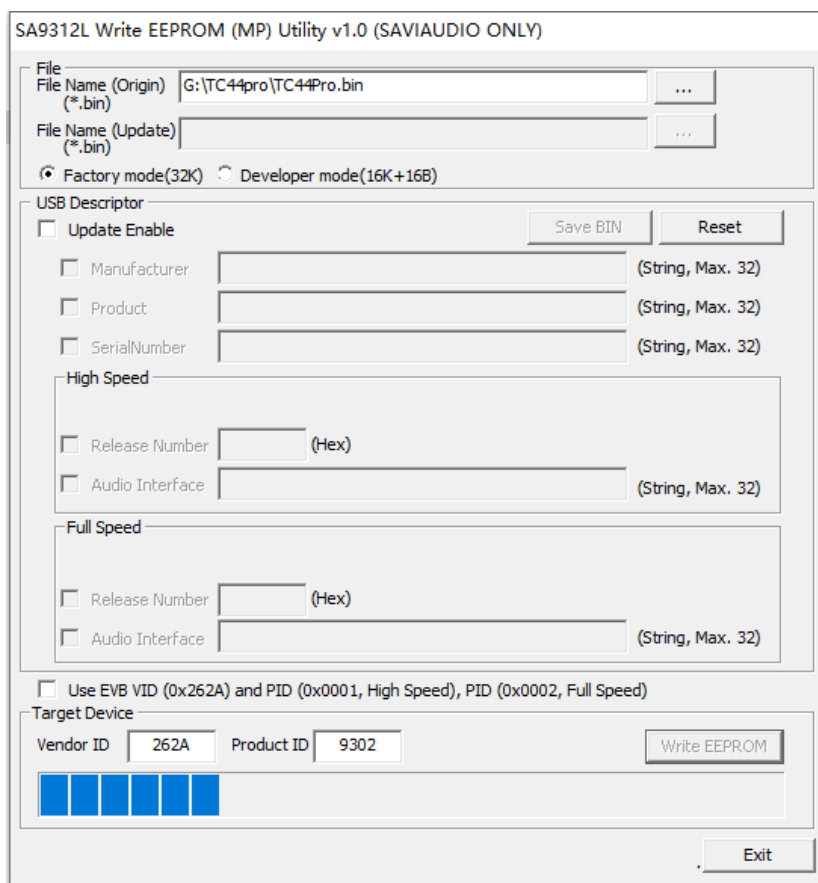 SA9312L Write EEPROM (MP) Utility v1.0 (SAVIAUDIO ONLY)
File
File Name (Origin) G:\TC44pro\TC44Pro.bin ...
(*.bin)
File Name (Update) ...
(*.bin)
Factory mode(32K) Developer mode(16K+16B)
USB Descriptor
Update Enable Save BIN Reset
Manufacturer (String, Max. 32)
Product (String, Max. 32)
SerialNumber (String, Max. 32)
High Speed
Release Number (Hex)
Audio Interface (String, Max. 32)
Full Speed
Release Number (Hex)
Audio Interface (String, Max. 32)
Use EVB VID (0x262A) and PID (0x0001, High Speed), PID (0x0002, Full Speed)
Target Device
Vendor ID 262A Product ID 9302 Write EEPROM
. Exit